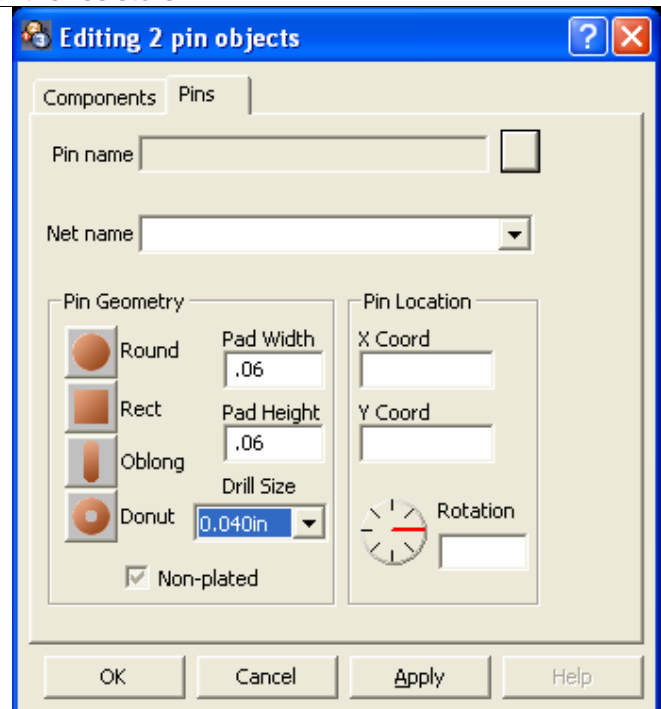 Editing 2 pin objects
Components Pins
Pin name
Net name
Pin Geometry
Round
Rect
Oblong
Donut
Pad Width
.06
Pad Height
.06
Drill Size
0.040in
Non-plated
Pin Location
X Coord
Y Coord
Rotation
OK Cancel Apply Help